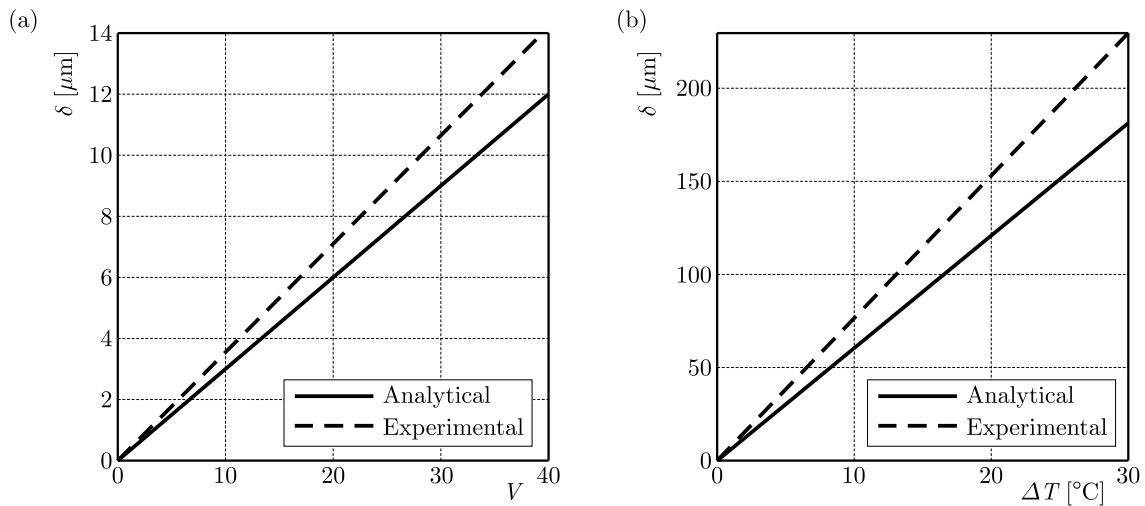 (a)
δ [μm]
14
12
10
8
6
4
2
0
0 10 20 30 40
V
Analytical
Experimental
(b)
δ [μm]
200
150
100
50
0
0 10 20 30
ΔT [°C]
Analytical
Experimental